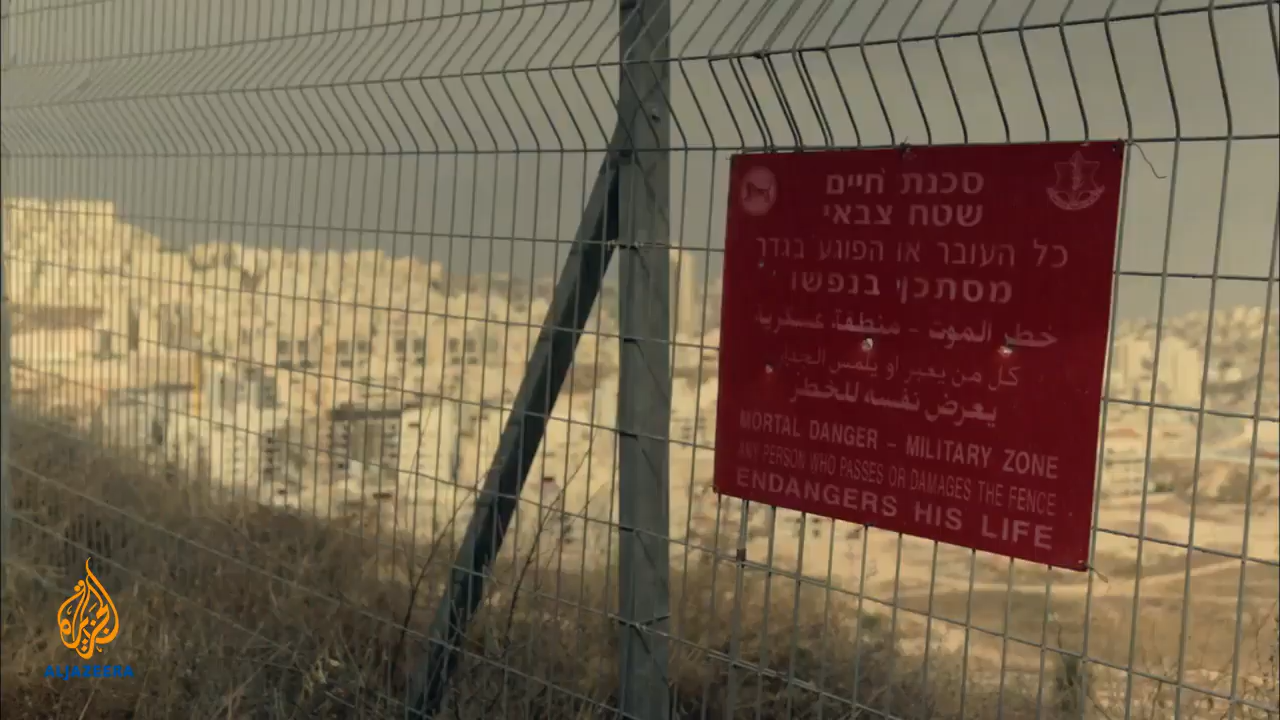 סכנת חיים
שטח צבאי
כל העובר או הפוגע בגדר
מסתכן בנפשו
خطر الموت - منطقة عسكرية
كل من يعبر او يلمس الجدار
يعرض نفسه للخطر
MORTAL DANGER - MILITARY ZONE
ANY PERSON WHO PASSES OR DAMAGES THE FENCE
ENDANGERS HIS LIFE
الجزيرة
ALJAZEERA